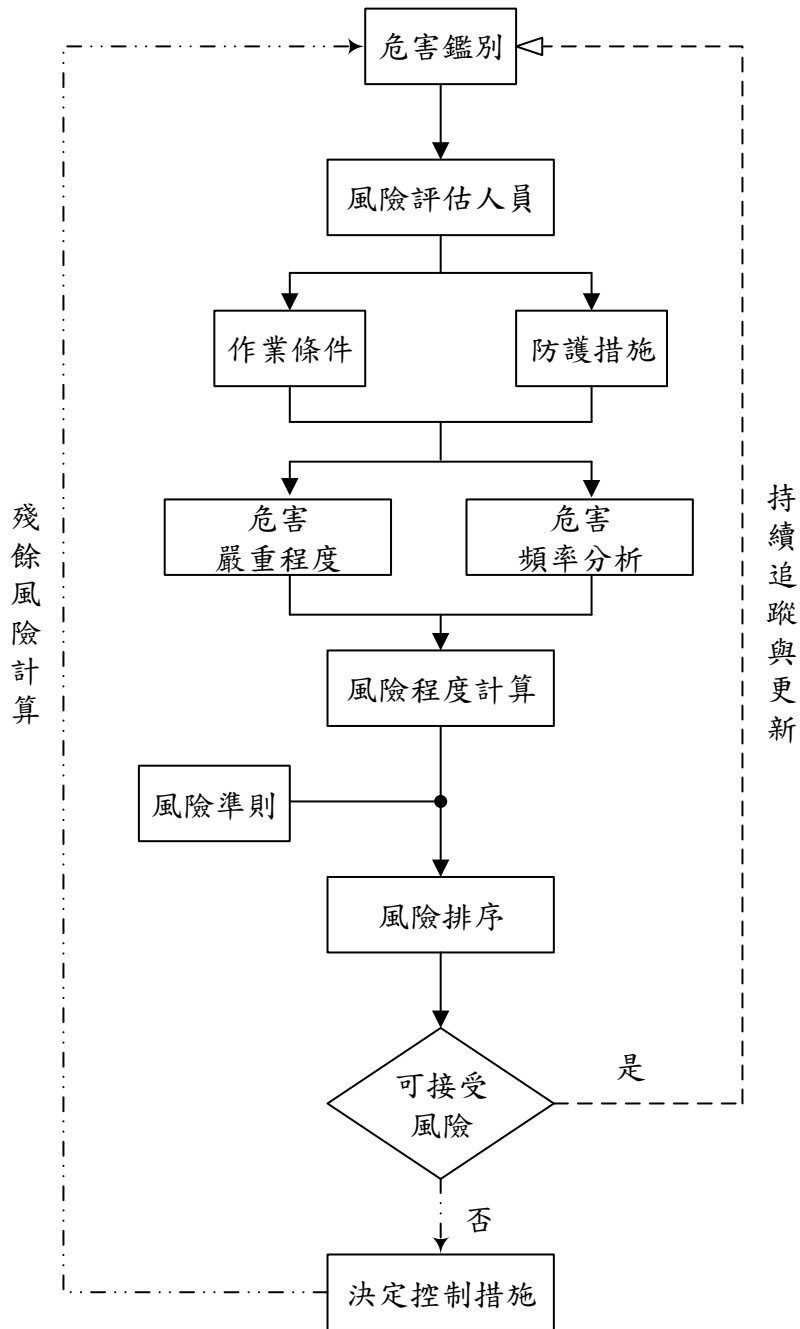 危害鑑別
風險評估人員
作業條件
防護措施
危害
嚴重程度
危害
頻率分析
殘餘風險計算
持續追蹤與更新
風險程度計算
風險準則
風險排序
可接受
風險
是
否
決定控制措施